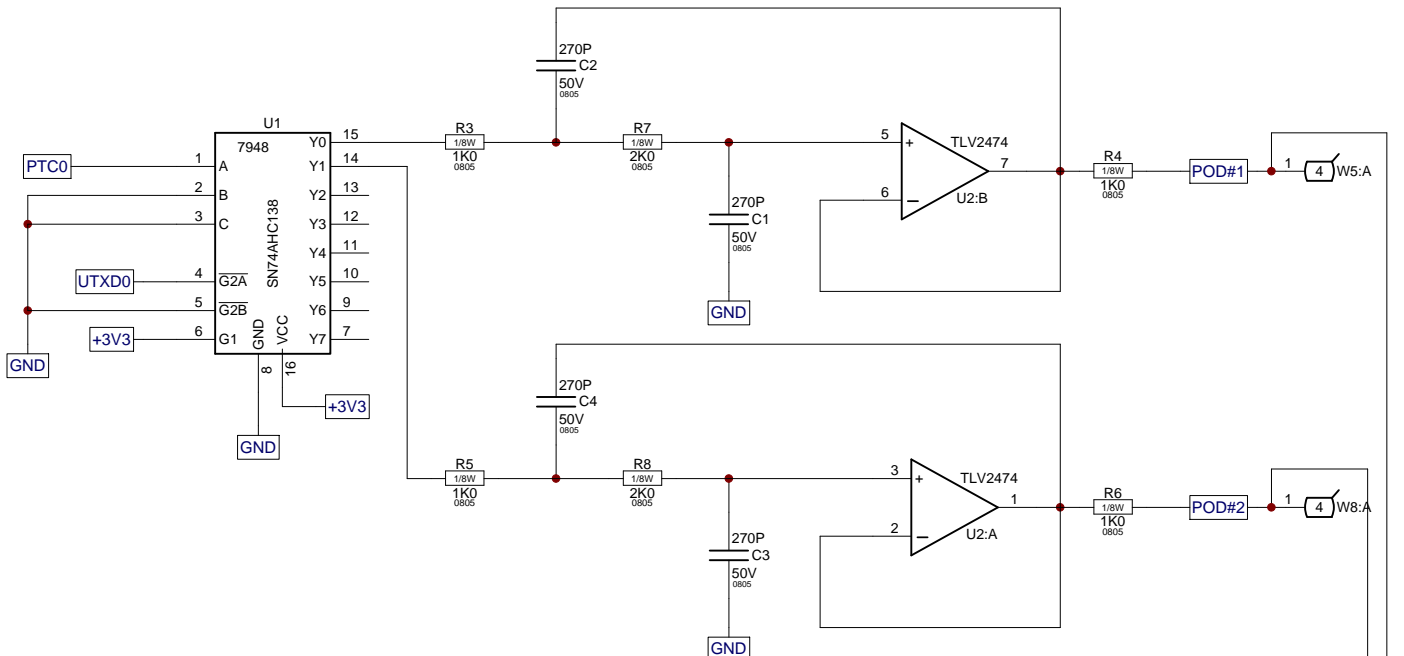 270P
C2
50V
0805
U1
7948
SN74AHC138
PTC0
1 A
2 B
3 C
UTXD0
4 G2A
5 G2B
+3V3
6 G1
GND
Y0 15
Y1 14
Y2 13
Y3 12
Y4 11
Y5 10
Y6 9
Y7 7
GND
VCC
8
16
+3V3
GND
R3
1/8W
1K0
0805
R7
1/8W
2K0
0805
270P
C1
50V
0805
GND
5 +
6 −
TLV2474
7
U2:B
R4
1/8W
1K0
0805
POD#1
1
4 W5:A
270P
C4
50V
0805
R5
1/8W
1K0
0805
R8
1/8W
2K0
0805
270P
C3
50V
0805
GND
3 +
2 −
TLV2474
1
U2:A
R6
1/8W
1K0
0805
POD#2
1
4 W8:A